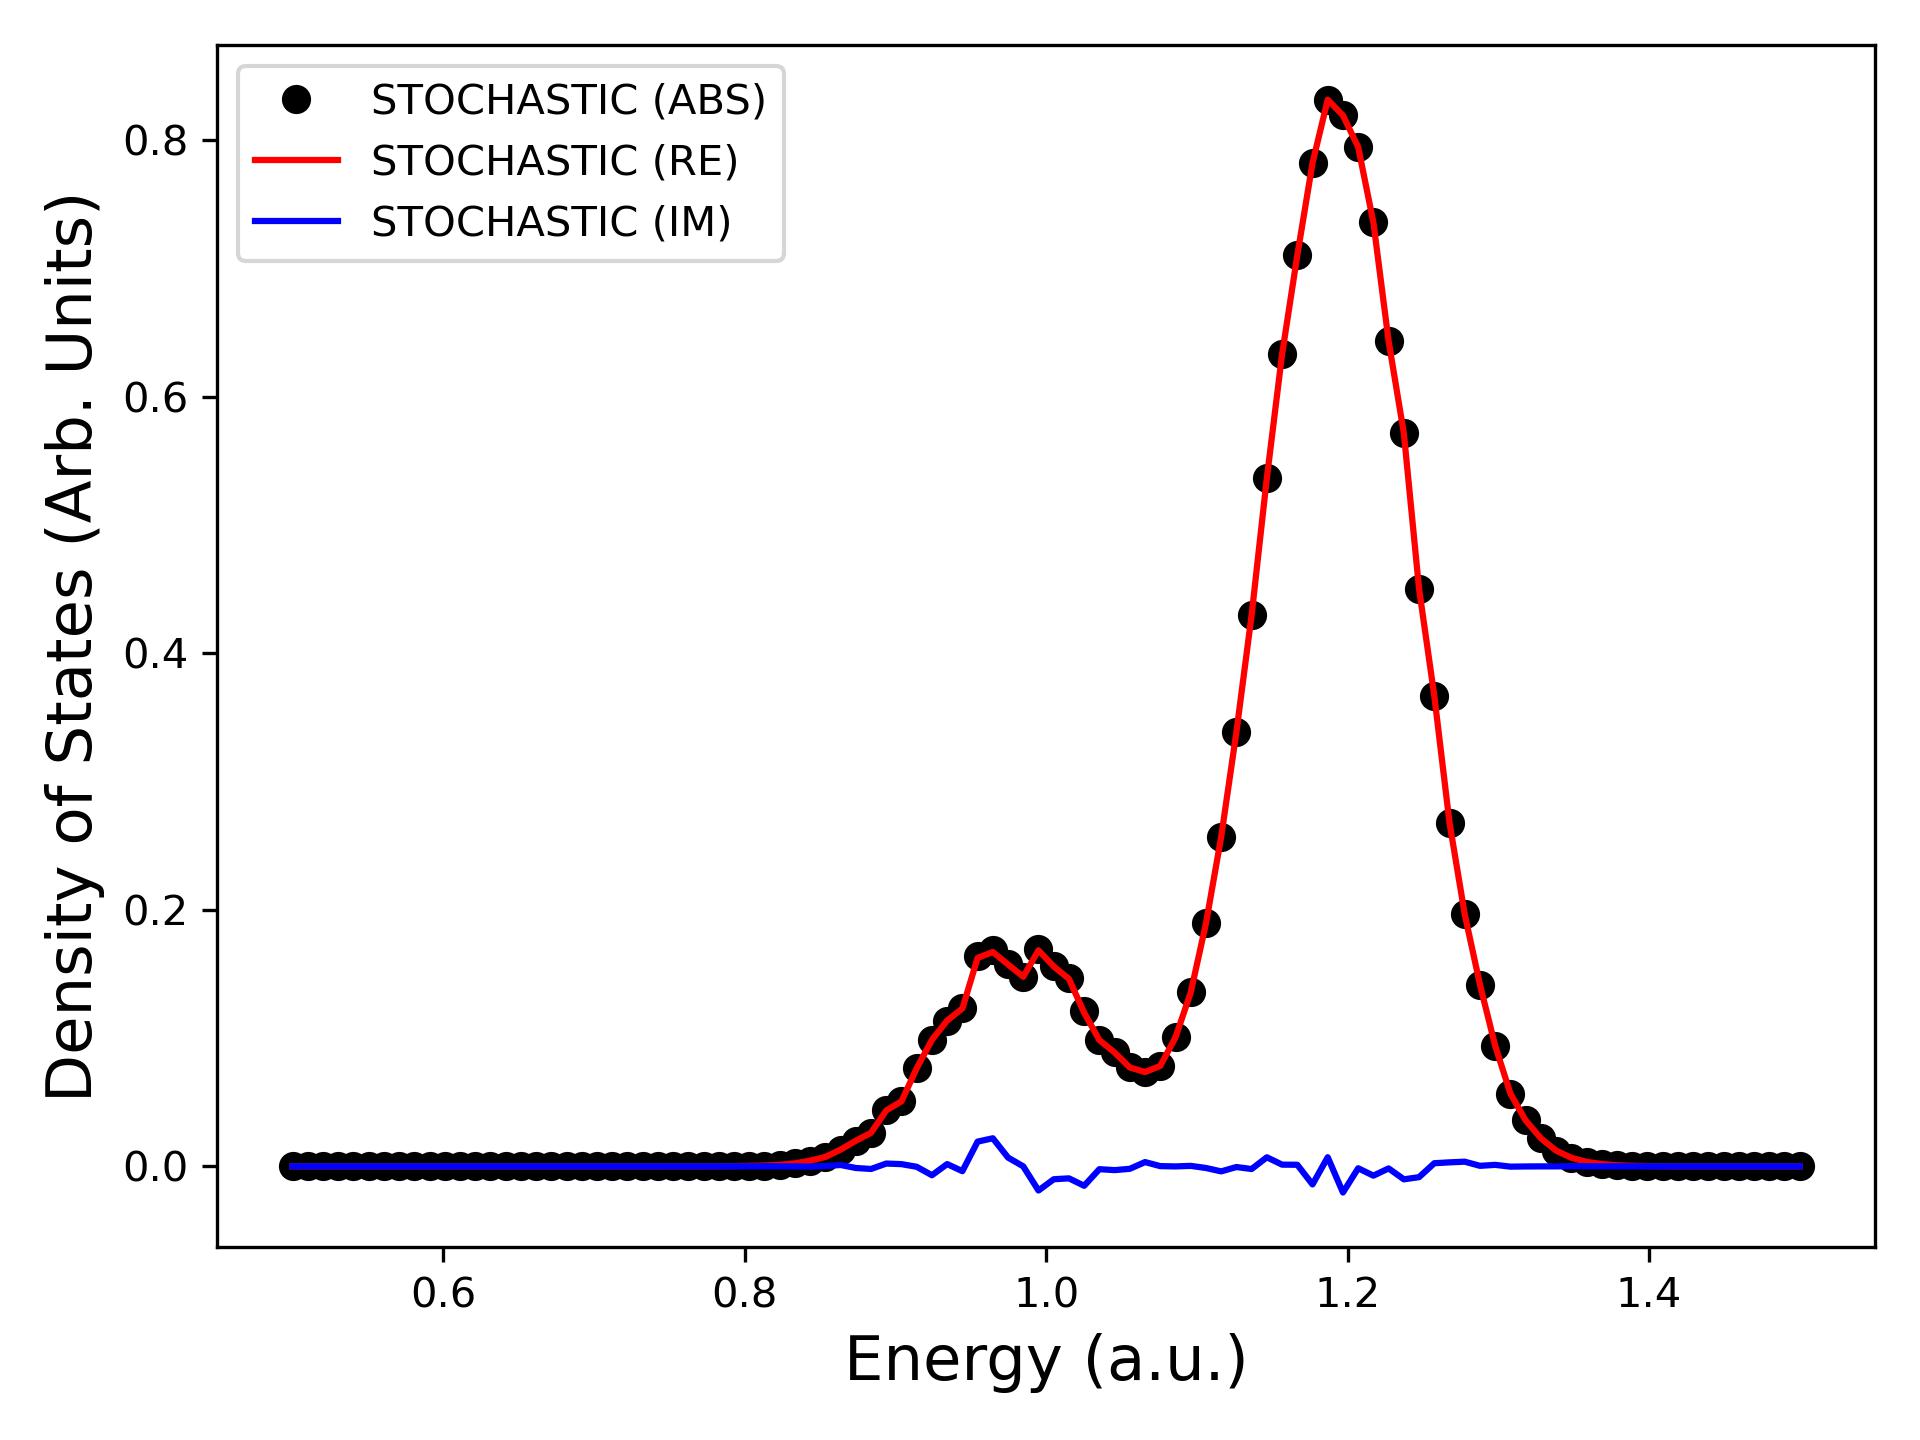 STOCHASTIC (ABS)
STOCHASTIC (RE)
STOCHASTIC (IM)
Density of States (Arb. Units)
0.8
0.6
0.4
0.2
0.0
0.6 0.8 1.0 1.2 1.4
Energy (a.u.)